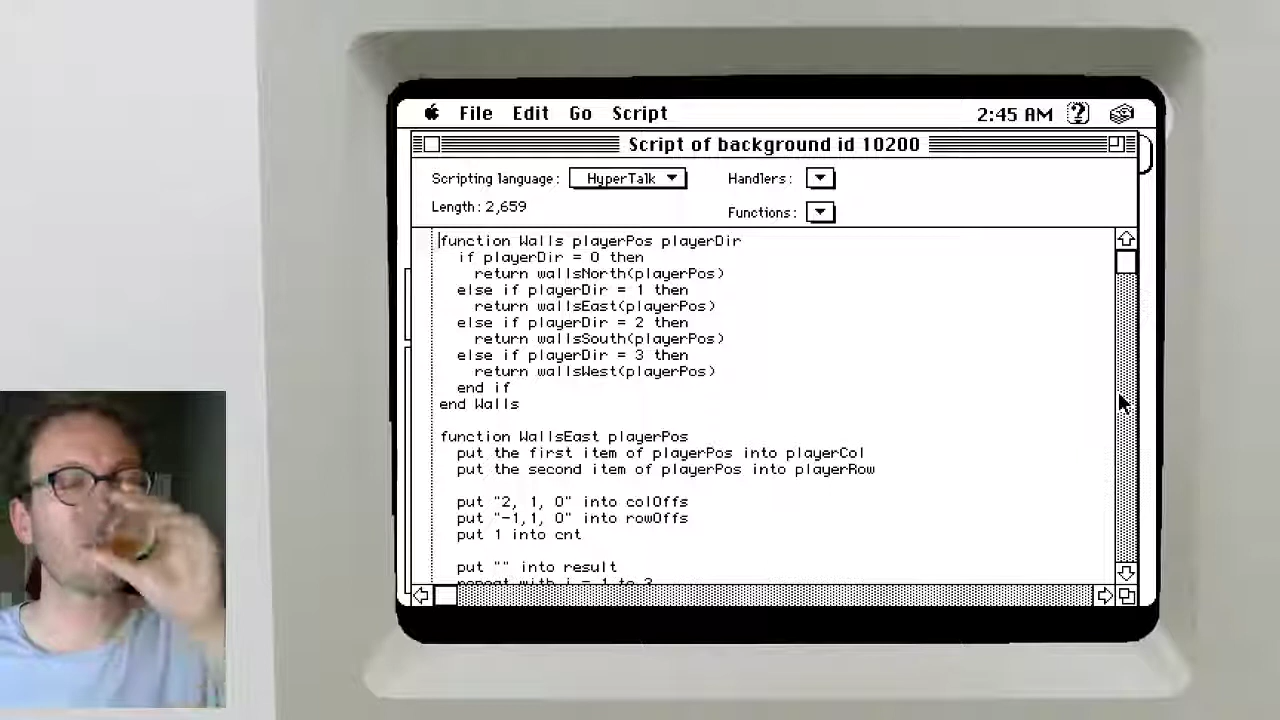 File Edit Go Script 2:45 AM
Script of background id 10200
Scripting language: HyperTalk Handlers:
Length: 2,659
Functions:
function Walls playerPos playerDir
if playerDir = 0 then
return wallsNorth(playerPos)
else if playerDir = 1 then
return wallsEast(playerPos)
else if playerDir = 2 then
return wallsSouth(playerPos)
else if playerDir = 3 then
return wallsWest(playerPos)
end if
end Walls
function WallsEast playerPos
put the first item of playerPos into playerCol
put the second item of playerPos into playerRow
put "2, 1, 0" into colOffs
put "-1,1, 0" into rowOffs
put 1 into cnt
put "" into result
repeat with i = 1 to 3